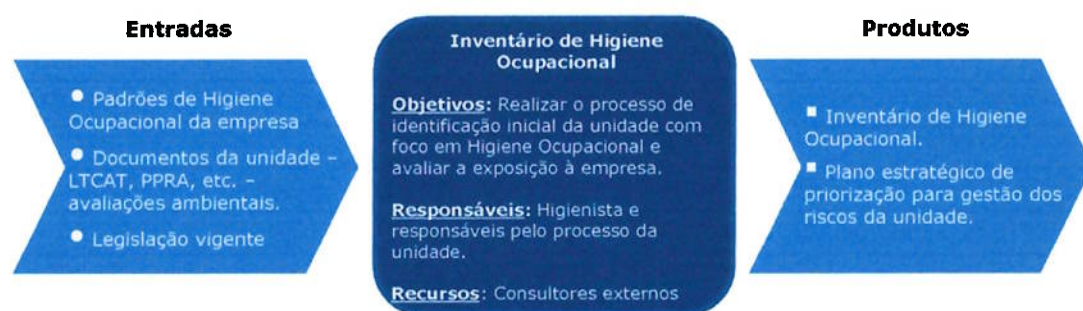 Entradas
● Padrões de Higiene
Ocupacional da empresa
● Documentos da unidade –
LTCAT, PPRA, etc. –
avaliações ambientais.
● Legislação vigente
Inventário de Higiene
Ocupacional
Objetivos: Realizar o processo de
identificação inicial da unidade com
foco em Higiene Ocupacional e
avaliar a exposição à empresa.
Responsáveis: Higienista e
responsáveis pelo processo da
unidade.
Recursos: Consultores externos
Produtos
▪ Inventário de Higiene
Ocupacional.
▪ Plano estratégico de
priorização para gestão dos
riscos da unidade.